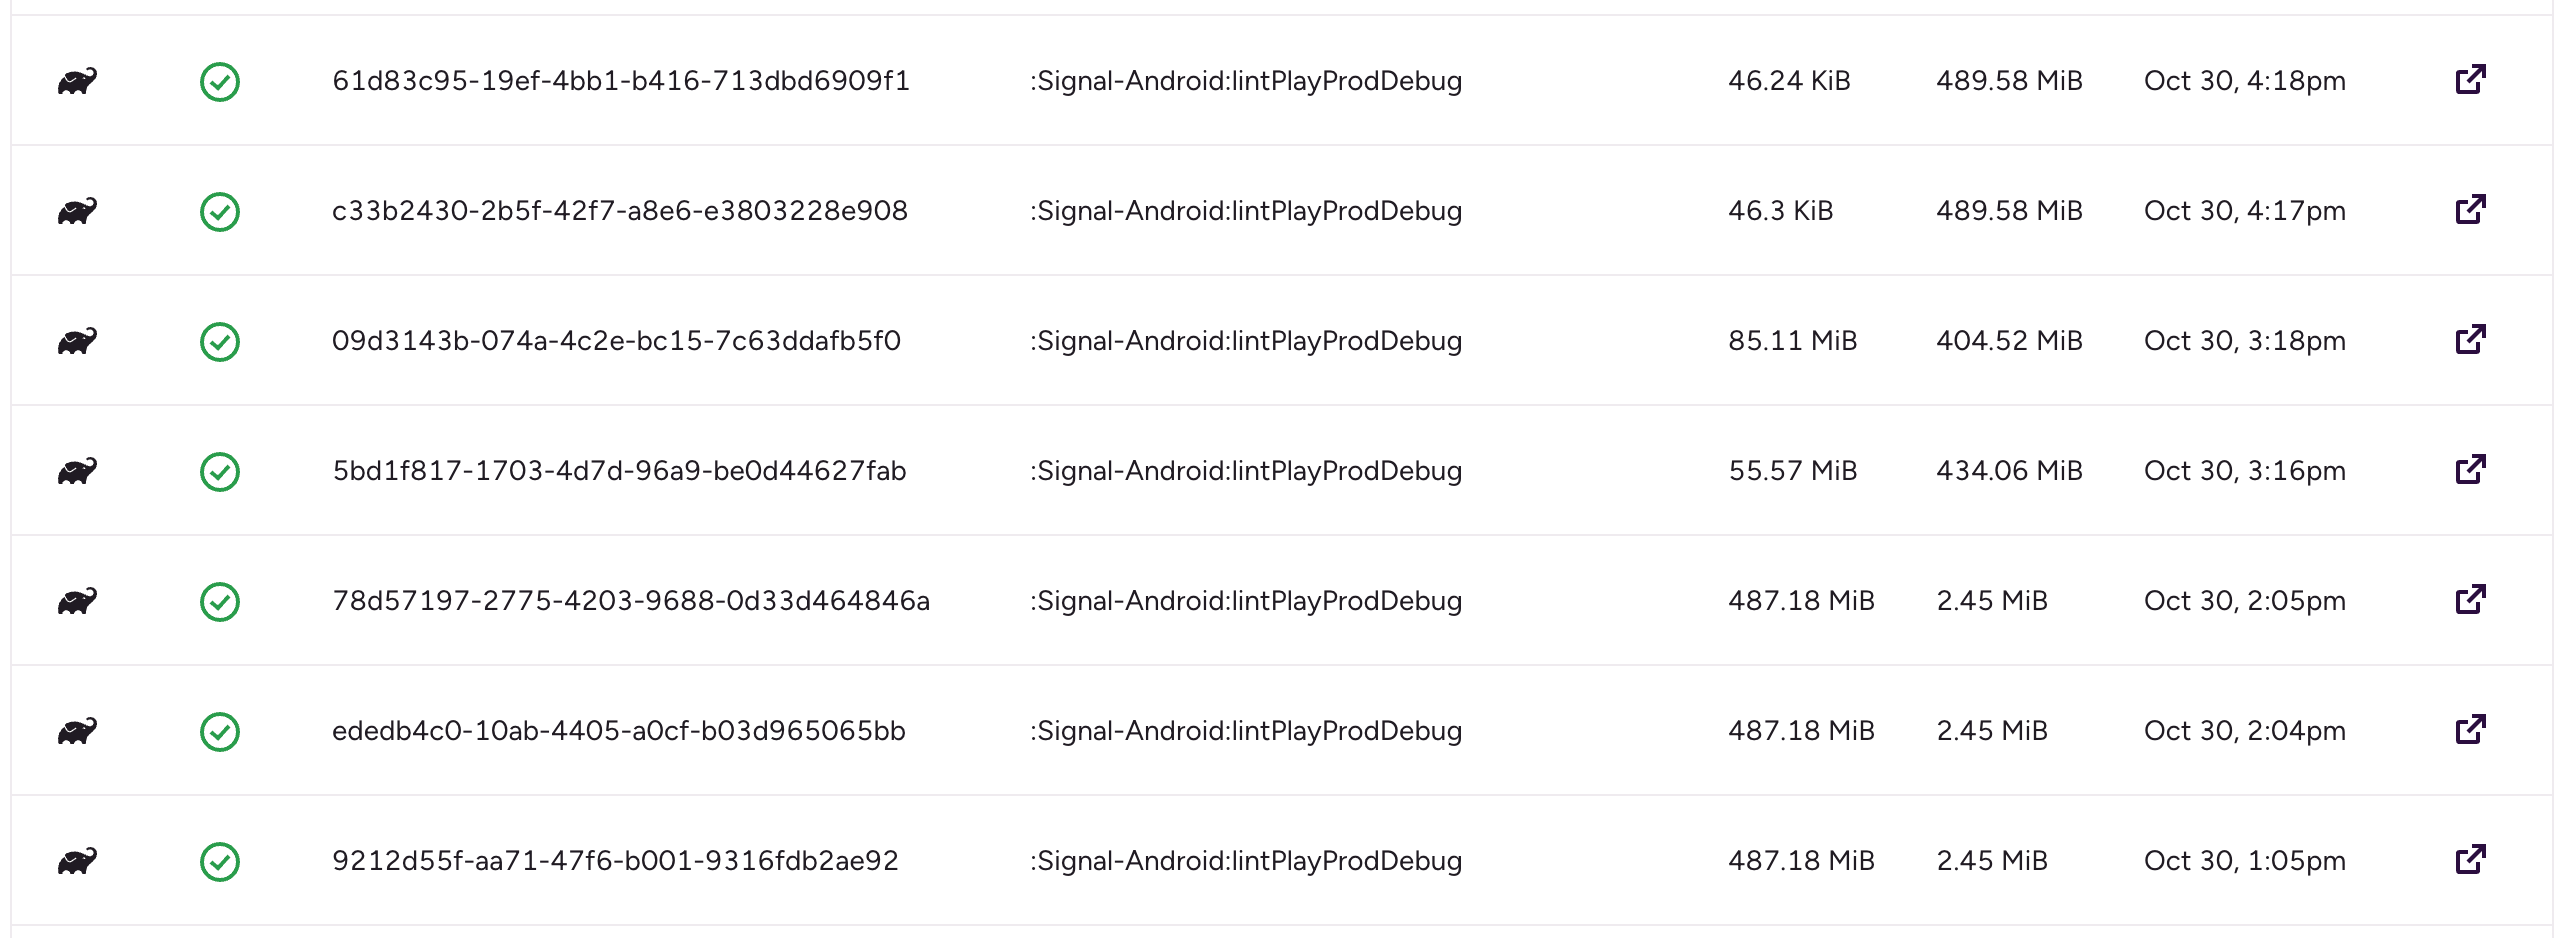 61d83c95-19ef-4bb1-b416-713dbd6909f1 :Signal-Android:lintPlayProdDebug 46.24 KiB 489.58 MiB Oct 30, 4:18pm
c33b2430-2b5f-42f7-a8e6-e3803228e908 :Signal-Android:lintPlayProdDebug 46.3 KiB 489.58 MiB Oct 30, 4:17pm
09d3143b-074a-4c2e-bc15-7c63ddafb5f0 :Signal-Android:lintPlayProdDebug 85.11 MiB 404.52 MiB Oct 30, 3:18pm
5bd1f817-1703-4d7d-96a9-be0d44627fab :Signal-Android:lintPlayProdDebug 55.57 MiB 434.06 MiB Oct 30, 3:16pm
78d57197-2775-4203-9688-0d33d464846a :Signal-Android:lintPlayProdDebug 487.18 MiB 2.45 MiB Oct 30, 2:05pm
ededb4c0-10ab-4405-a0cf-b03d965065bb :Signal-Android:lintPlayProdDebug 487.18 MiB 2.45 MiB Oct 30, 2:04pm
9212d55f-aa71-47f6-b001-9316fdb2ae92 :Signal-Android:lintPlayProdDebug 487.18 MiB 2.45 MiB Oct 30, 1:05pm